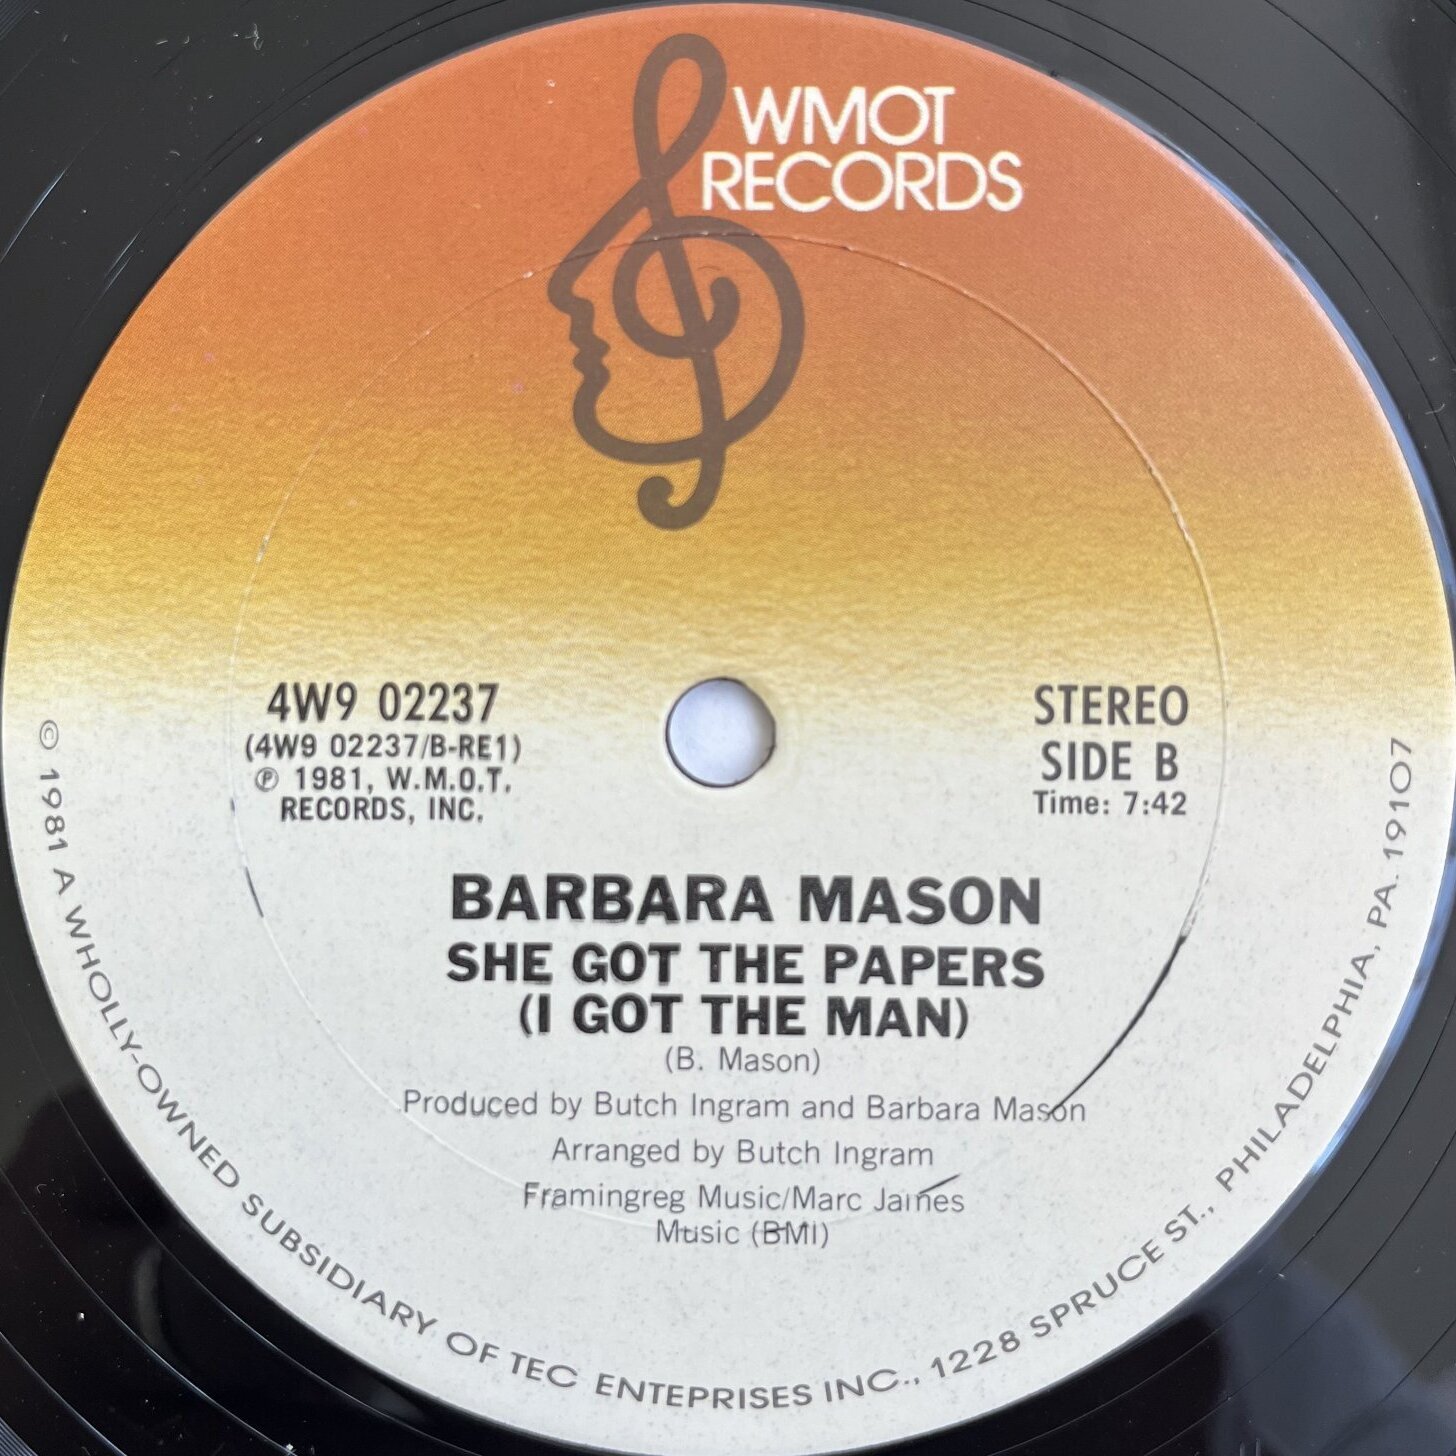 WMOT
RECORDS
4W9 02237
(4W9 02237/B-RE1)
℗ 1981, W.M.O.T.
RECORDS, INC.
STEREO
SIDE B
Time: 7:42
BARBARA MASON
SHE GOT THE PAPERS
(I GOT THE MAN)
(B. Mason)
Produced by Butch Ingram and Barbara Mason
Arranged by Butch Ingram
Framingreg Music/Marc James
Music (BMI)
© 1981 A WHOLLY-OWNED SUBSIDIARY OF TEC ENTEPRISES INC., 1228 SPRUCE ST., PHILADELPHIA, PA. 19107